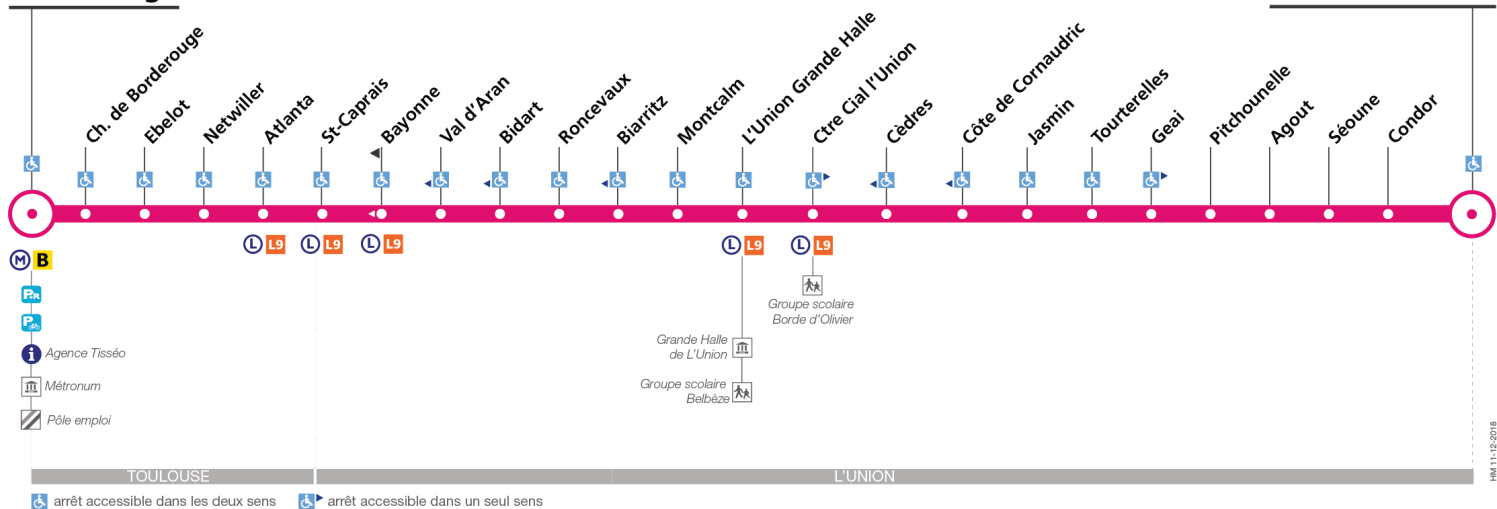 Ch. de Borderouge
Ebelot
Netwiller
Atlanta
St-Caprais
Bayonne
Val d'Aran
Bidart
Roncevaux
Biarritz
Montcalm
L'Union Grande Halle
Ctre Cial l'Union
Cèdres
Côte de Cornaudric
Jasmin
Tourterelles
Geai
Pitchounelle
Agout
Séoune
Condor
L L9
L L9
L L9
L L9
L L9
M B
P+R
P
i Agence Tisséo
Métronum
Pôle emploi
Grande Halle
de L'Union
Groupe scolaire
Belbèze
Groupe scolaire
Borde d'Olivier
TOULOUSE
L'UNION
arrêt accessible dans les deux sens
arrêt accessible dans un seul sens
HM 11-12-2018